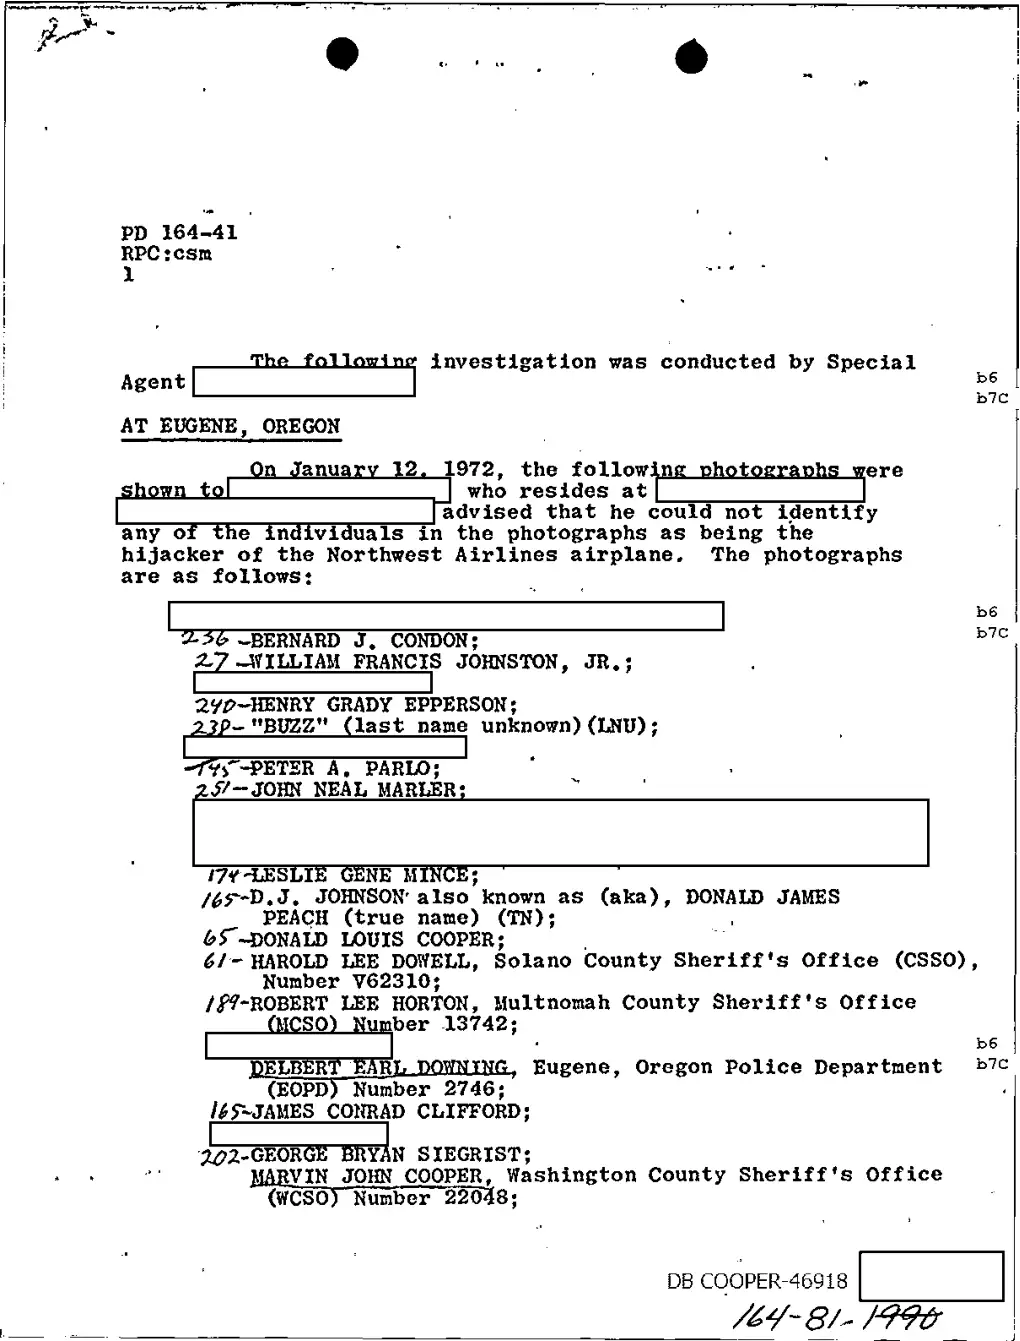 PD 164-41
RPC:csm
1
The following investigation was conducted by Special
Agent
b6
b7C
AT EUGENE, OREGON
On January 12, 1972, the following photographs were
shown to who resides at
advised that he could not identify
any of the individuals in the photographs as being the
hijacker of the Northwest Airlines airplane. The photographs
are as follows:
b6
b7C
236-BERNARD J. CONDON;
27-WILLIAM FRANCIS JOHNSTON, JR.;
240-HENRY GRADY EPPERSON;
"BUZZ" (last name unknown)(LNU);
PETER A. PARLO;
251-JOHN NEAL MARLER;
174-LESLIE GENE MINCE;
165-D.J. JOHNSON also known as (aka), DONALD JAMES
PEACH (true name) (TN);
65-DONALD LOUIS COOPER;
61-HAROLD LEE DOWELL, Solano County Sheriff's Office (CSSO),
Number V62310;
189-ROBERT LEE HORTON, Multnomah County Sheriff's Office
(MCSO) Number 13742;
b6
b7C
DELBERT EARL DOWNING, Eugene, Oregon Police Department
(EOPD) Number 2746;
165-JAMES CONRAD CLIFFORD;
202-GEORGE BRYAN SIEGRIST;
MARVIN JOHN COOPER, Washington County Sheriff's Office
(WCSO) Number 22048;
DB COOPER-46918
164-81-1990